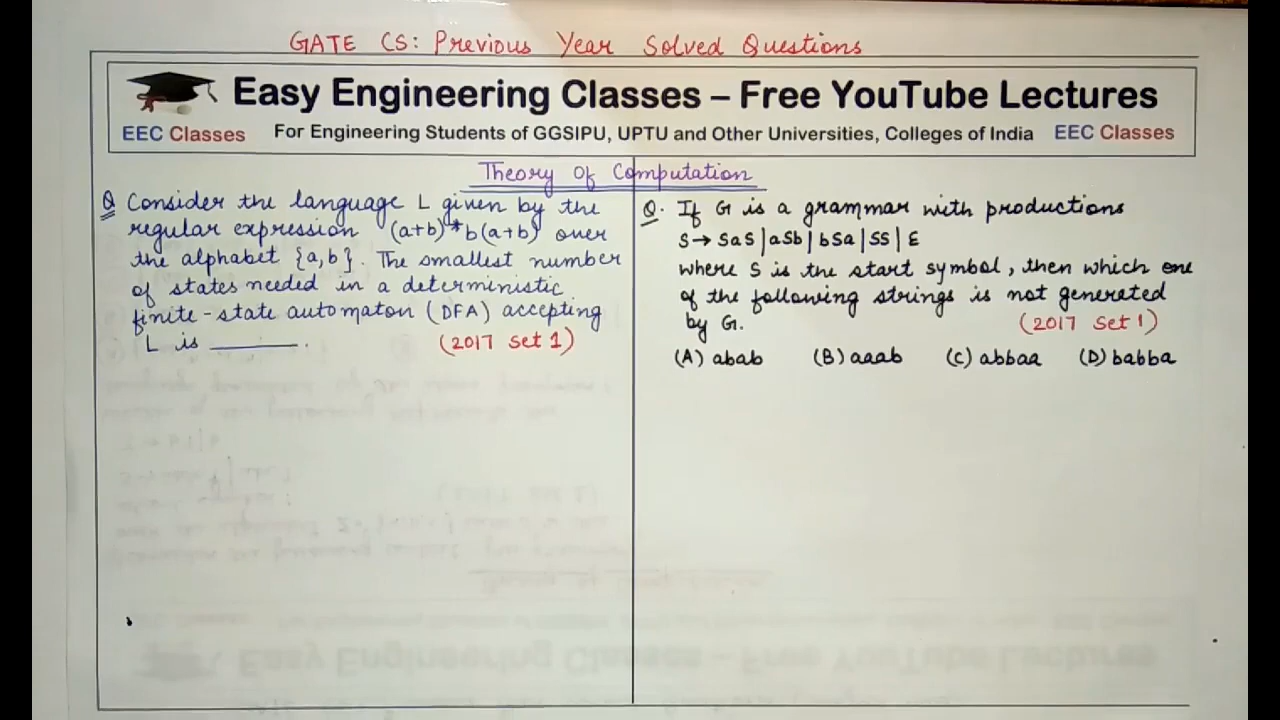 GATE CS: Previous Year Solved Questions
Easy Engineering Classes – Free YouTube Lectures
EEC Classes For Engineering Students of GGSIPU, UPTU and Other Universities, Colleges of India EEC Classes
Theory Of Computation
Q Consider the language L given by the
regular expression (a+b)*b(a+b) over
the alphabet {a,b}. The smallest number
of states needed in a deterministic
finite-state automaton (DFA) accepting
L is ________. (2017 Set 1)
Q. If G is a grammar with productions
S→ SaS|aSb|bSa|SS|ε
where S is the start symbol, then which one
of the following strings is not generated
by G. (2017 Set 1)
(A) abab (B) aaab (C) abbaa (D) babba